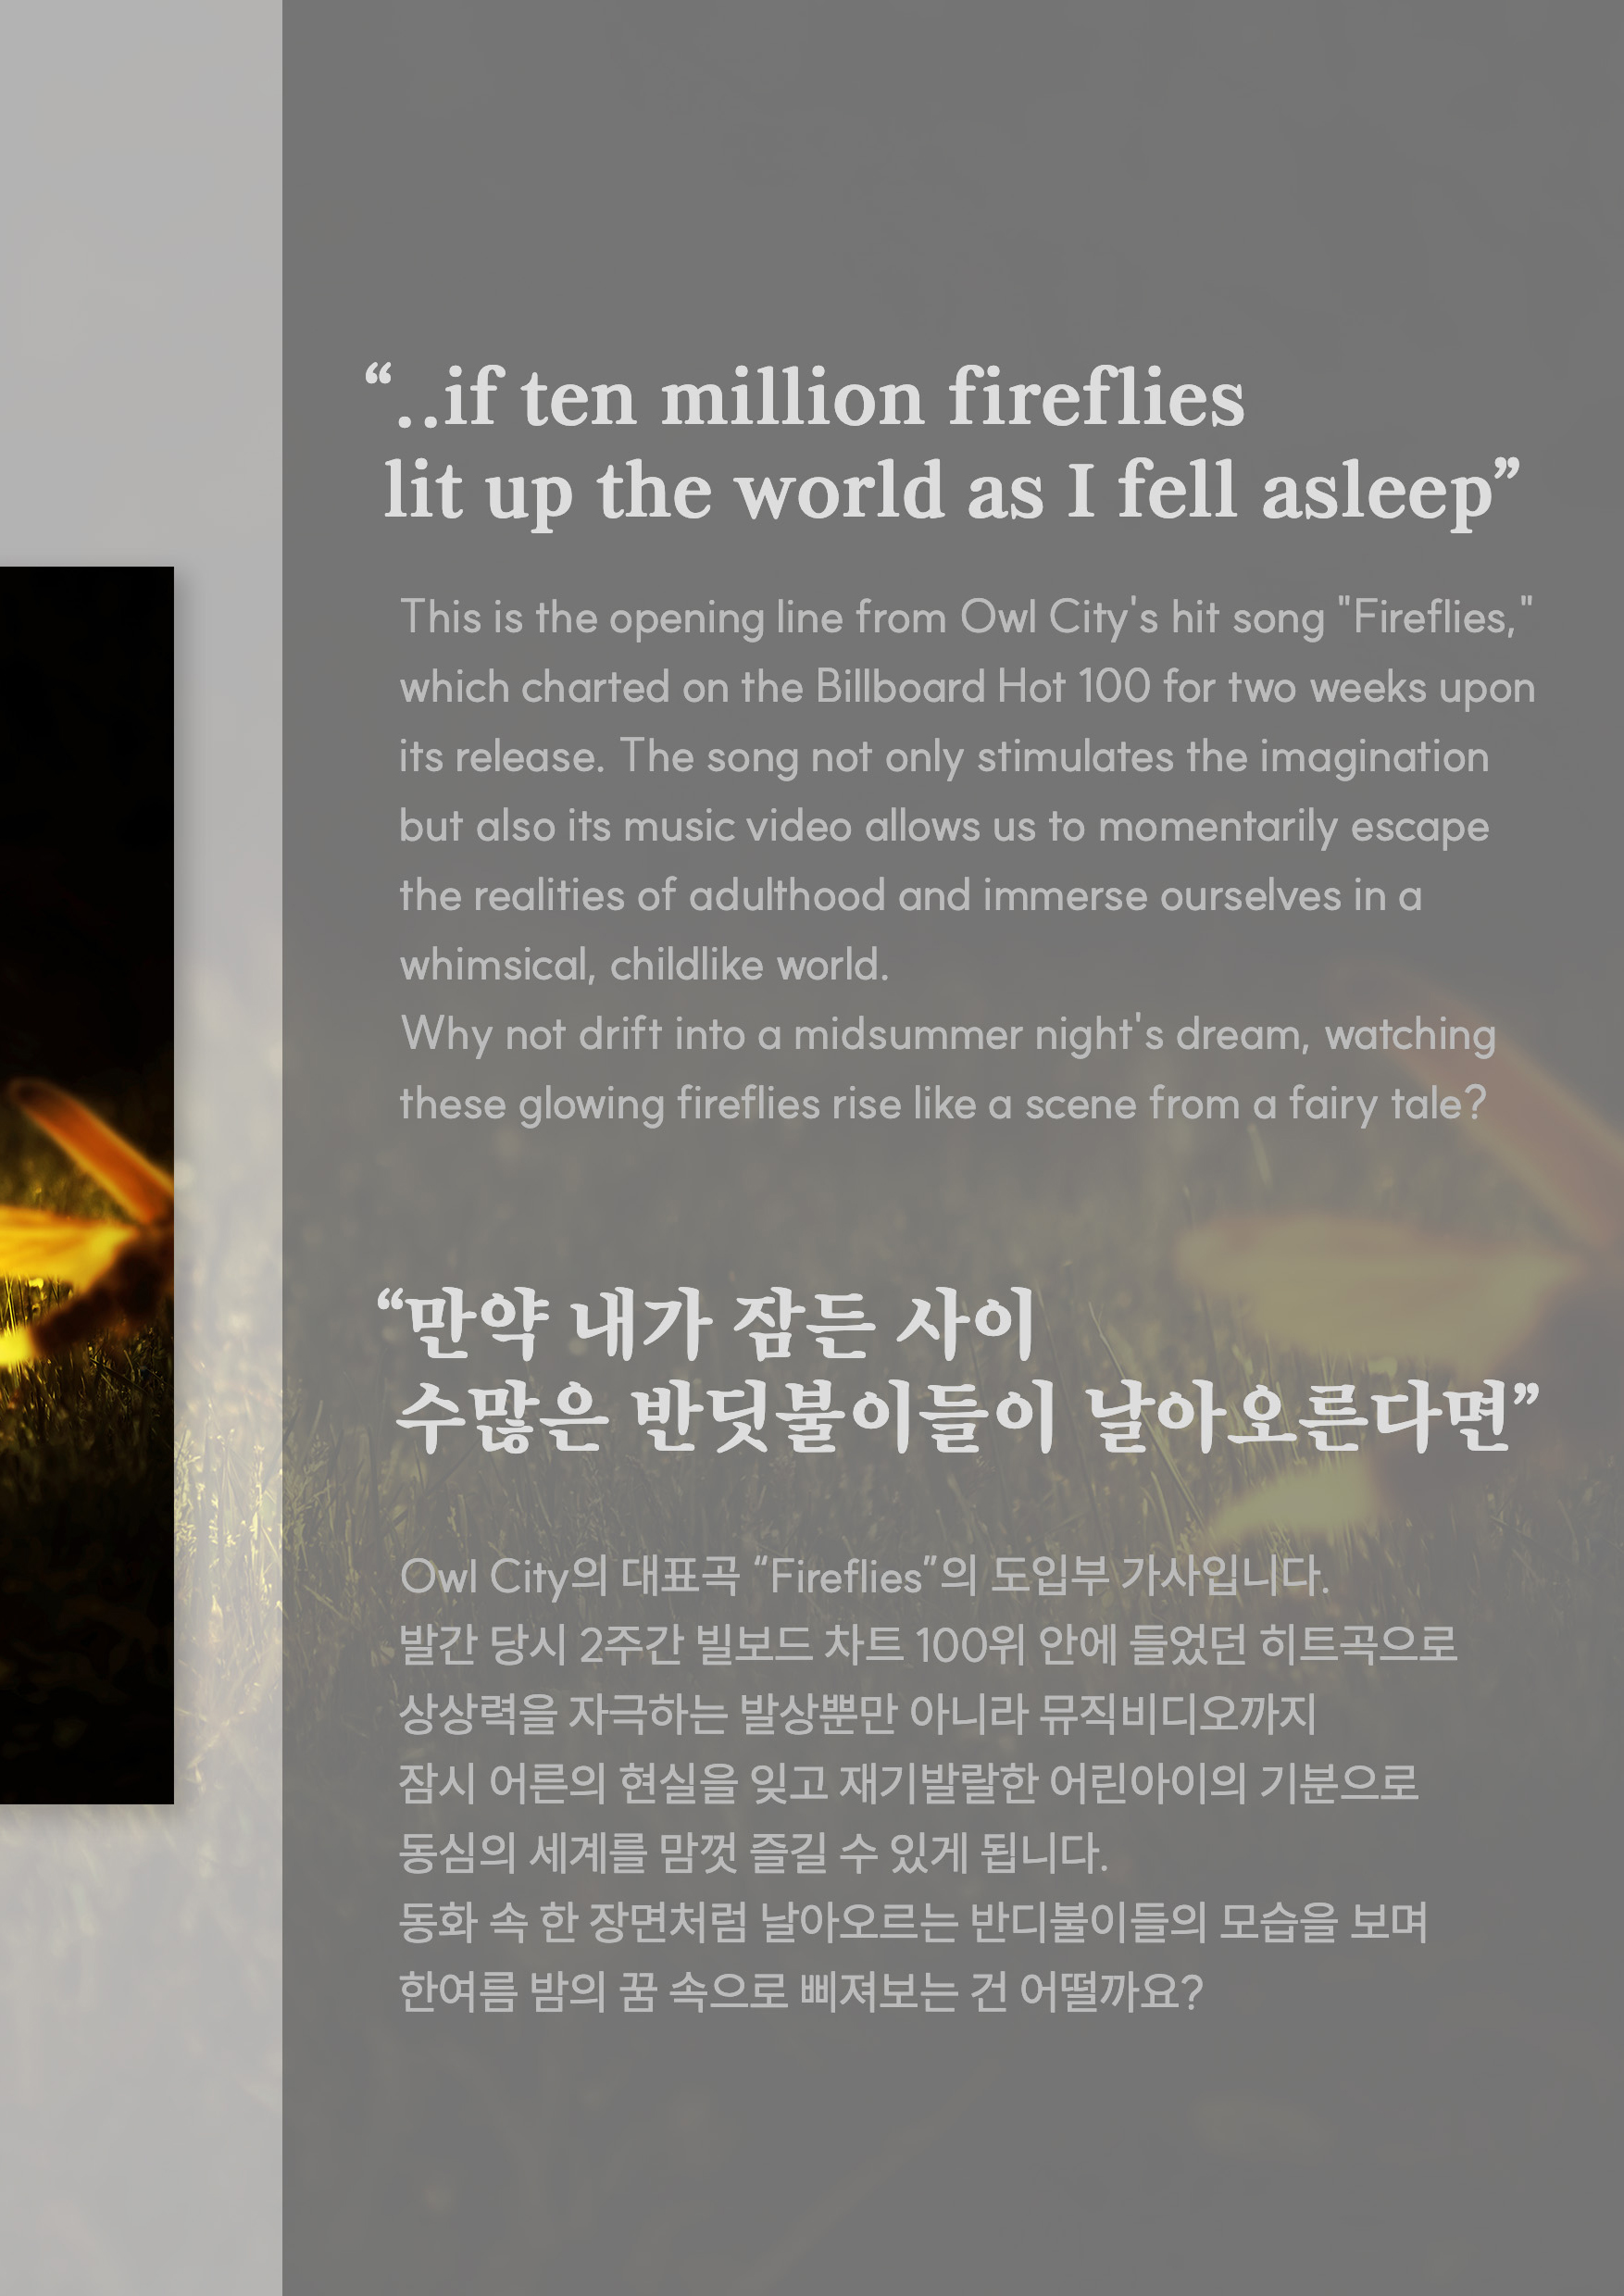 “..if ten million fireflies
lit up the world as I fell asleep”
This is the opening line from Owl City's hit song "Fireflies,"
which charted on the Billboard Hot 100 for two weeks upon
its release. The song not only stimulates the imagination
but also its music video allows us to momentarily escape
the realities of adulthood and immerse ourselves in a
whimsical, childlike world.
Why not drift into a midsummer night's dream, watching
these glowing fireflies rise like a scene from a fairy tale?
“만약 내가 잠든 사이
수많은 반딧불이들이 날아오른다면”
Owl City의 대표곡 “Fireflies”의 도입부 가사입니다.
발간 당시 2주간 빌보드 차트 100위 안에 들었던 히트곡으로
상상력을 자극하는 발상뿐만 아니라 뮤직비디오까지
잠시 어른의 현실을 잊고 재기발랄한 어린아이의 기분으로
동심의 세계를 맘껏 즐길 수 있게 됩니다.
동화 속 한 장면처럼 날아오르는 반디불이들의 모습을 보며
한여름 밤의 꿈 속으로 삐져보는 건 어떨까요?